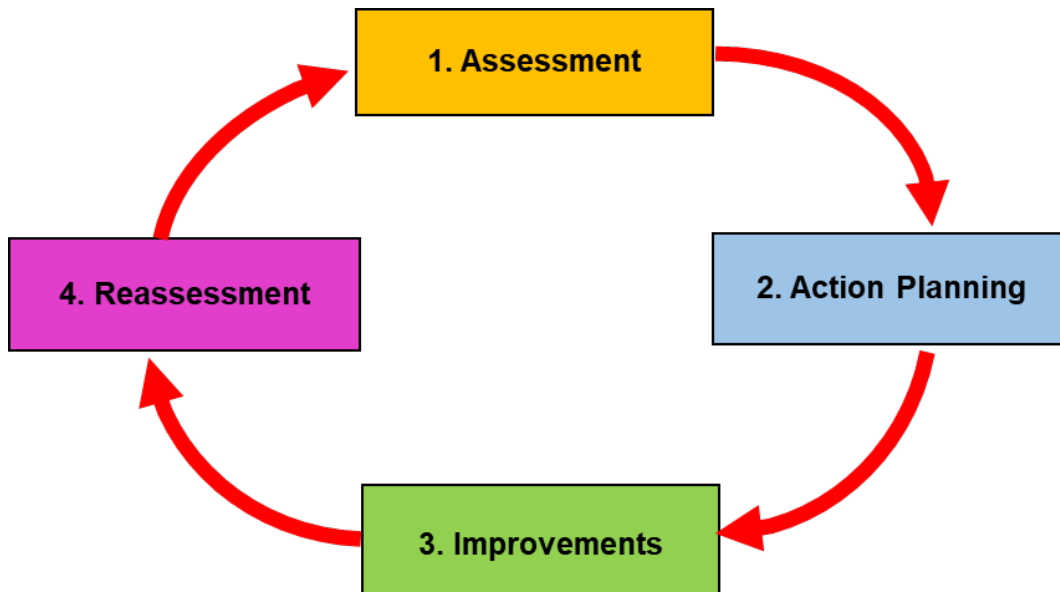 1. Assessment
2. Action Planning
3. Improvements
4. Reassessment